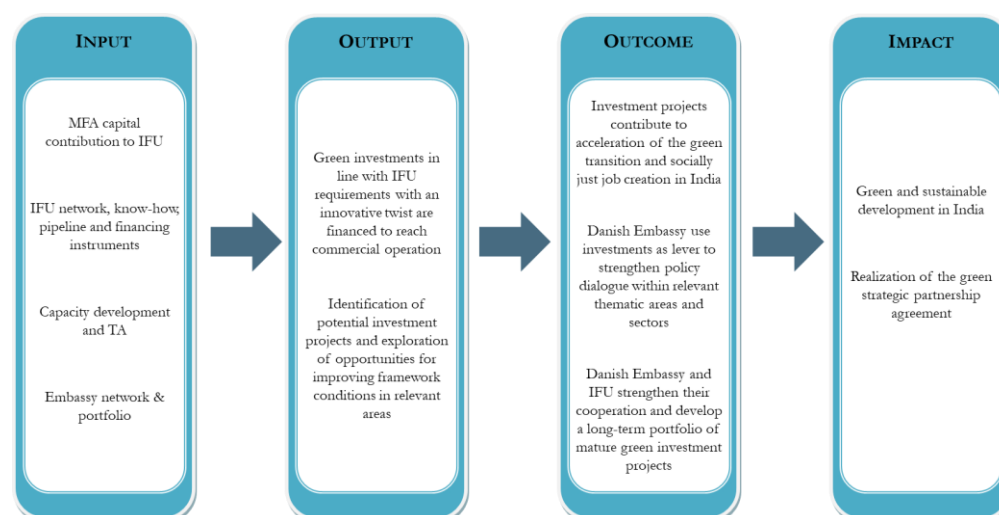 INPUT
MFA capital
contribution to IFU
IFU network, know-how,
pipeline and financing
instruments
Capacity development
and TA
Embassy network &
portfolio
OUTPUT
Green investments in
line with IFU
requirements with an
innovative twist are
financed to reach
commercial operation
Identification of
potential investment
projects and exploration
of opportunities for
improving framework
conditions in relevant
areas
OUTCOME
Investment projects
contribute to
acceleration of the green
transition and socially
just job creation in India
Danish Embassy use
investments as lever to
strengthen policy
dialogue within relevant
thematic areas and
sectors
Danish Embassy and
IFU strengthen their
cooperation and develop
a long-term portfolio of
mature green investment
projects
IMPACT
Green and sustainable
development in India
Realization of the green
strategic partnership
agreement